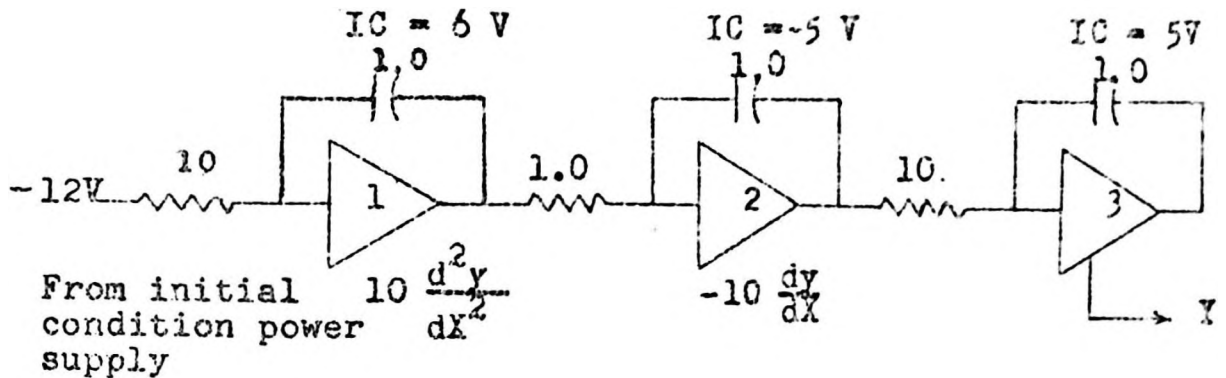 IC = 6 V
1.0
IC = -5 V
1.0
IC = 5V
1.0
-12V
10
1
1.0
2
10.
3
From initial
condition power
supply
10 d²y/dX²
-10 dy/dX